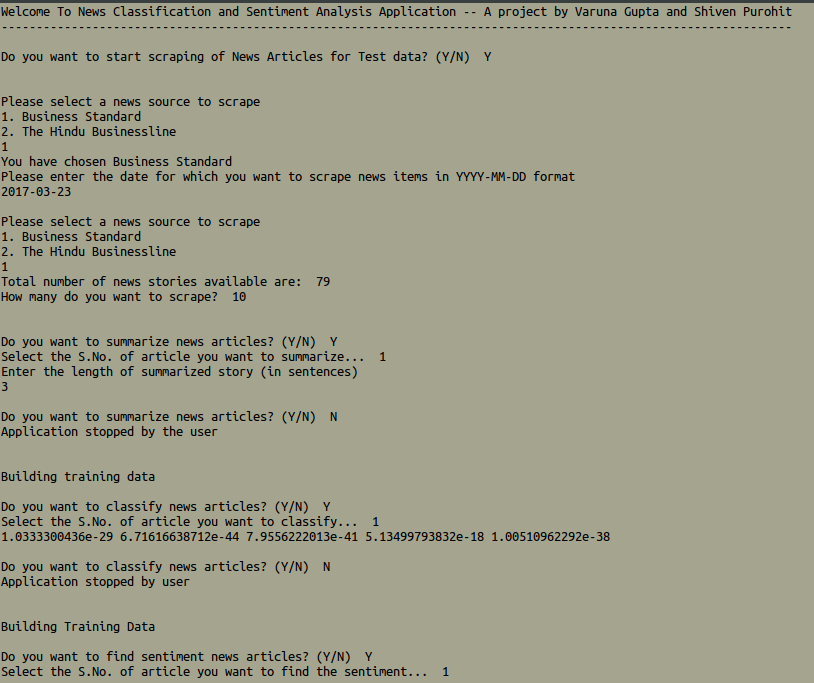 Welcome To News Classification and Sentiment Analysis Application -- A project by Varuna Gupta and Shiven Purohit
-----------------------------------------------------------------------------------------------------------------
Do you want to start scraping of News Articles for Test data? (Y/N)  Y
Please select a news source to scrape
1. Business Standard
2. The Hindu Businessline
1
You have chosen Business Standard
Please enter the date for which you want to scrape news items in YYYY-MM-DD format
2017-03-23
Please select a news source to scrape
1. Business Standard
2. The Hindu Businessline
1
Total number of news stories available are:  79
How many do you want to scrape?  10
Do you want to summarize news articles? (Y/N)  Y
Select the S.No. of article you want to summarize...  1
Enter the length of summarized story (in sentences)
3
Do you want to summarize news articles? (Y/N)  N
Application stopped by the user
Building training data
Do you want to classify news articles? (Y/N)  Y
Select the S.No. of article you want to classify...  1
1.0333300436e-29 6.71616638712e-44 7.9556222013e-41 5.13499793832e-18 1.00510962292e-38
Do you want to classify news articles? (Y/N)  N
Application stopped by user
Building Training Data
Do you want to find sentiment news articles? (Y/N)  Y
Select the S.No. of article you want to find the sentiment...  1